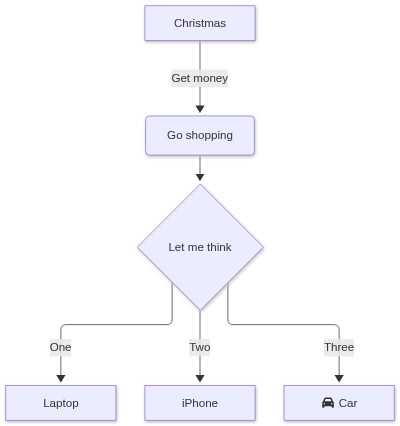 Christmas
Get money
Go shopping
Let me think
One
Two
Three
Laptop
iPhone
Car